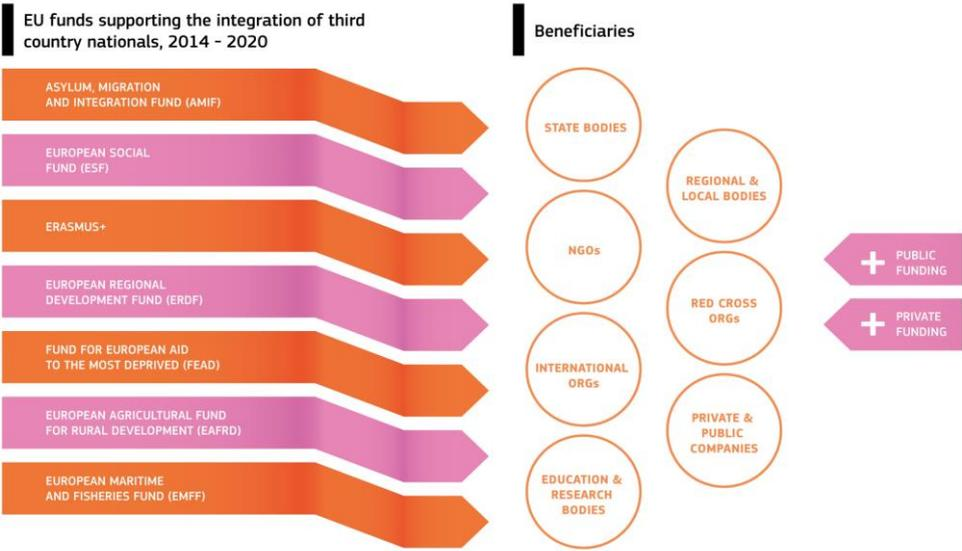 EU funds supporting the integration of third
country nationals, 2014 - 2020
ASYLUM, MIGRATION
AND INTEGRATION FUND (AMIF)
EUROPEAN SOCIAL
FUND (ESF)
ERASMUS+
EUROPEAN REGIONAL
DEVELOPMENT FUND (ERDF)
FUND FOR EUROPEAN AID
TO THE MOST DEPRIVED (FEAD)
EUROPEAN AGRICULTURAL FUND
FOR RURAL DEVELOPMENT (EAFRD)
EUROPEAN MARITIME
AND FISHERIES FUND (EMFF)
Beneficiaries
STATE BODIES
REGIONAL &
LOCAL BODIES
NGOs
RED CROSS
ORGs
INTERNATIONAL
ORGs
PRIVATE &
PUBLIC
COMPANIES
EDUCATION &
RESEARCH
BODIES
+ PUBLIC
FUNDING
+ PRIVATE
FUNDING